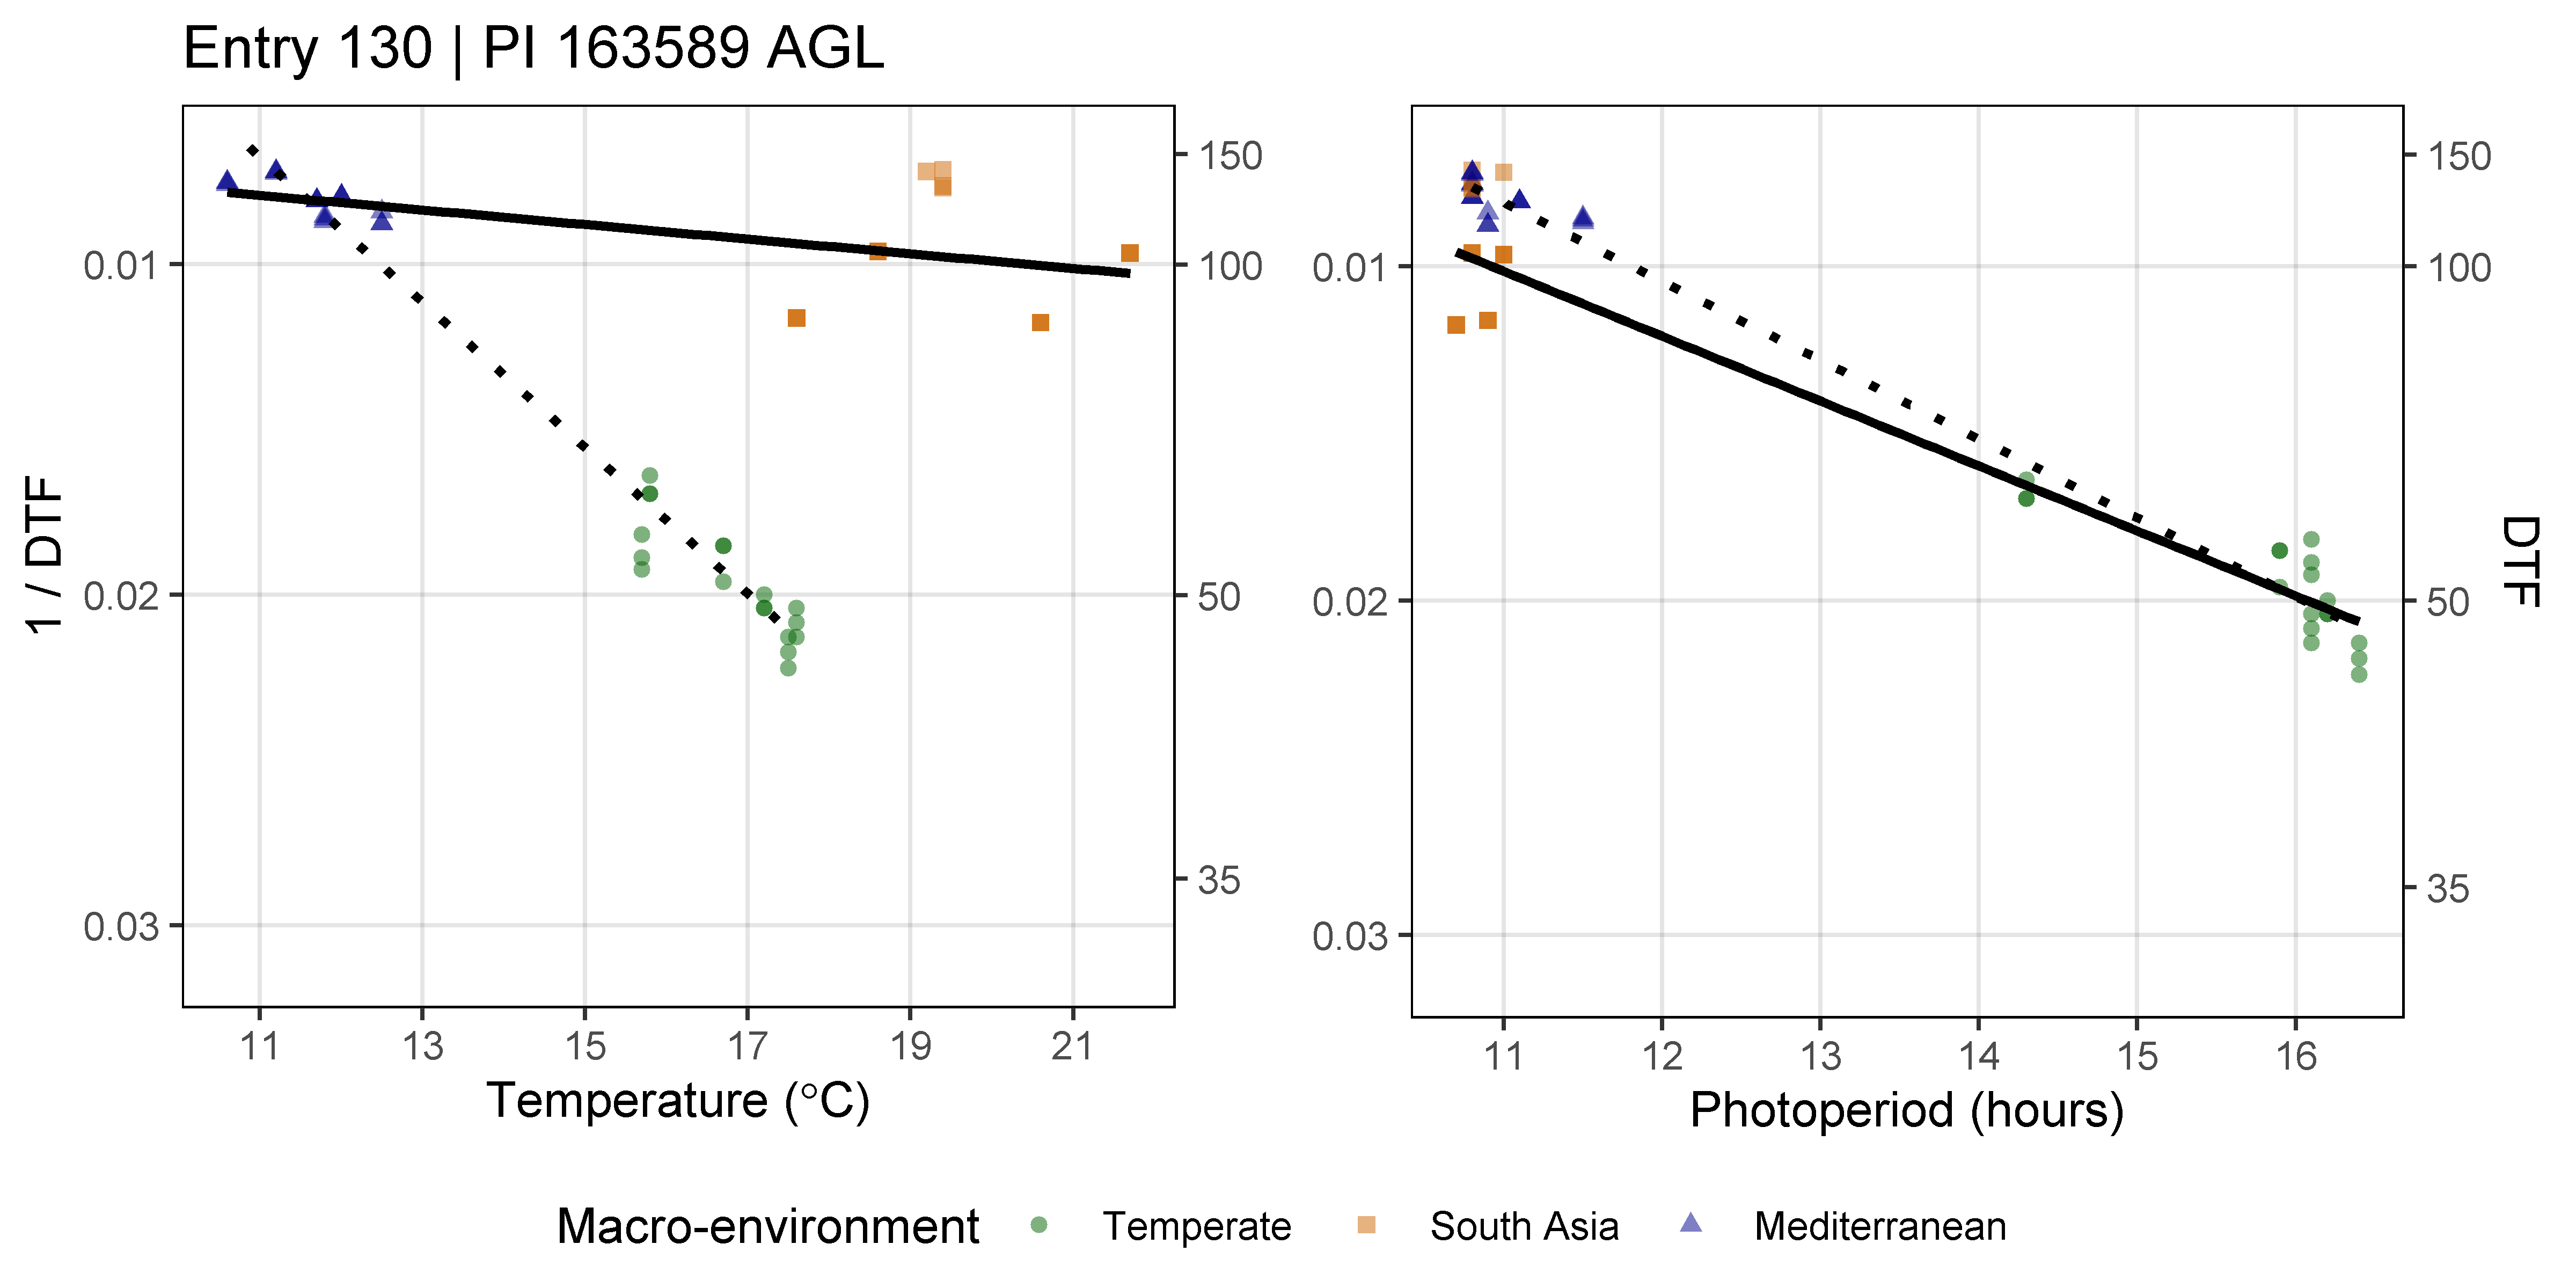 Entry 130 | PI 163589 AGL
1 / DTF
0.01
0.02
0.03
150
100
50
35
11 13 15 17 19 21
Temperature (°C)
0.01
0.02
0.03
150
100
50
35
DTF
11 12 13 14 15 16
Photoperiod (hours)
Macro-environment Temperate South Asia Mediterranean